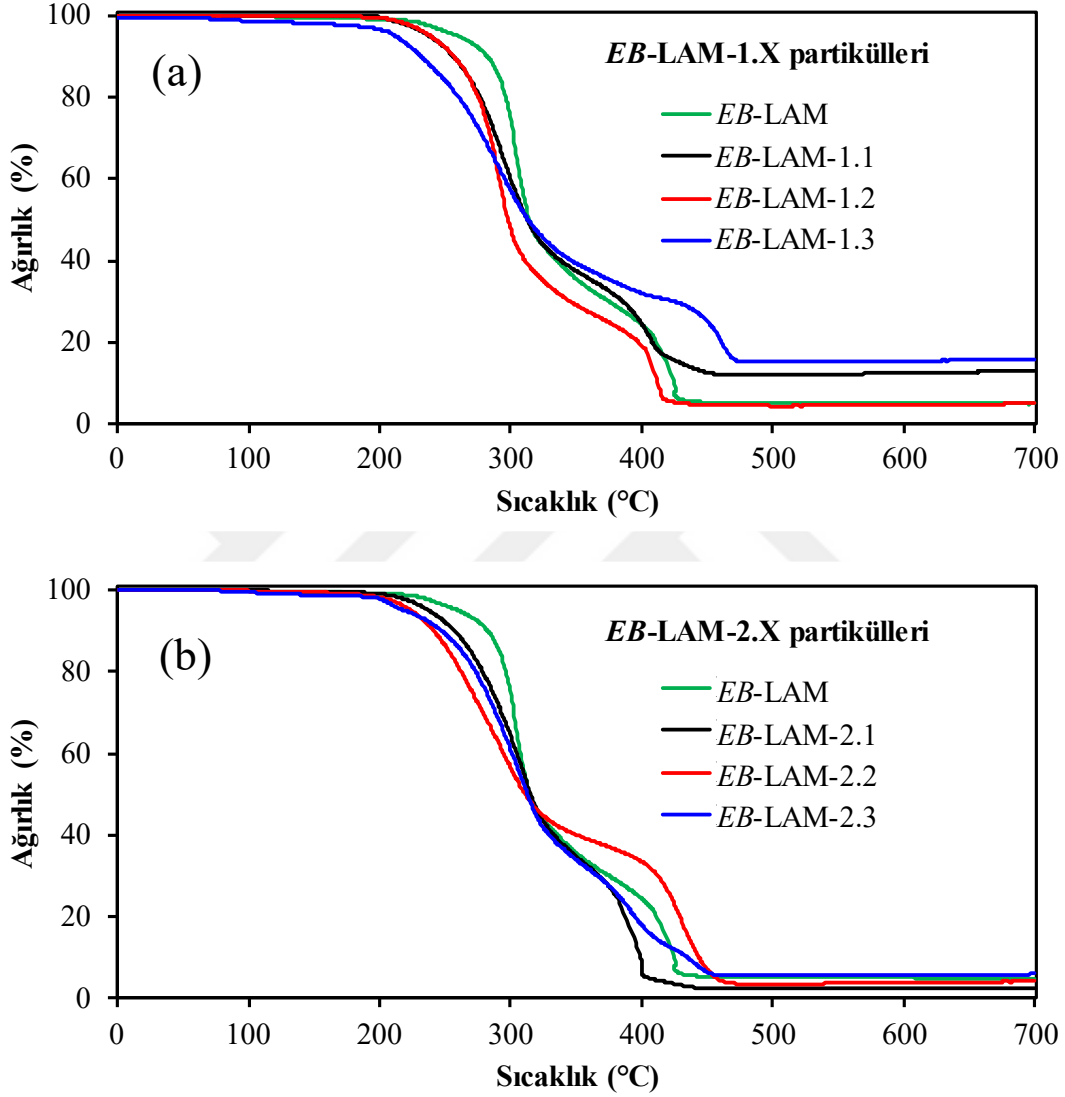 100
80
60
40
20
0
Ağırlık (%)
(a)
EB-LAM-1.X partikülleri
EB-LAM
EB-LAM-1.1
EB-LAM-1.2
EB-LAM-1.3
0 100 200 300 400 500 600 700
Sıcaklık (°C)
100
80
60
40
20
0
Ağırlık (%)
(b)
EB-LAM-2.X partikülleri
EB-LAM
EB-LAM-2.1
EB-LAM-2.2
EB-LAM-2.3
0 100 200 300 400 500 600 700
Sıcaklık (°C)